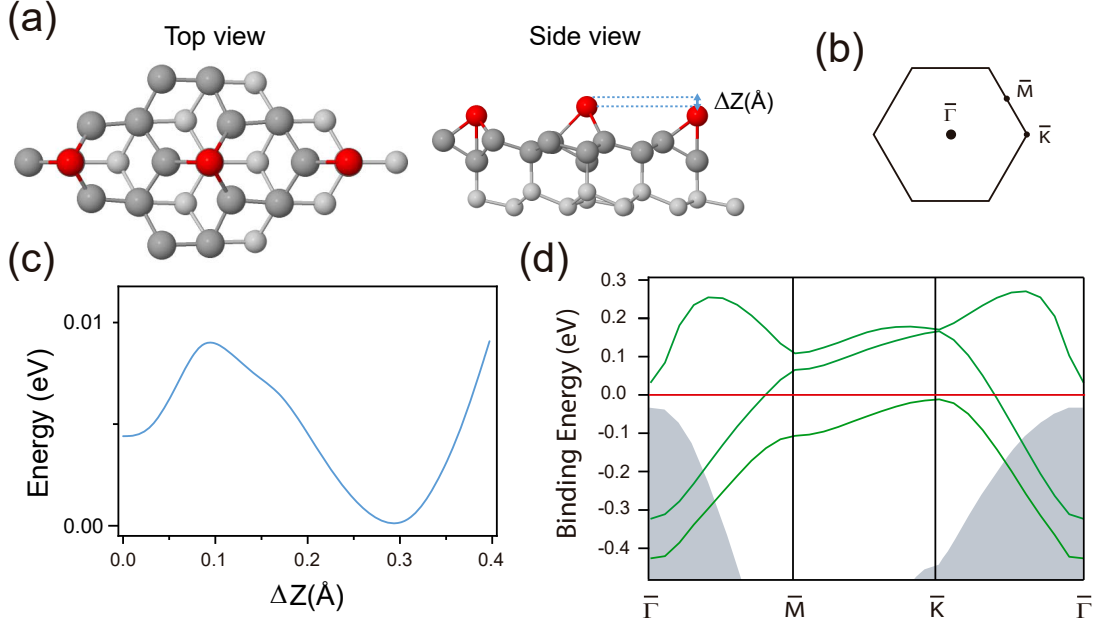 (a)
Top view
Side view
ΔZ(Å)
(b)
Γ̅
M̅
K̅
(c)
0.01
0.00
Energy (eV)
0.0 0.1 0.2 0.3 0.4
ΔZ(Å)
(d)
0.3
0.2
0.1
0.0
-0.1
-0.2
-0.3
-0.4
Binding Energy (eV)
Γ̅ M̅ K̅ Γ̅